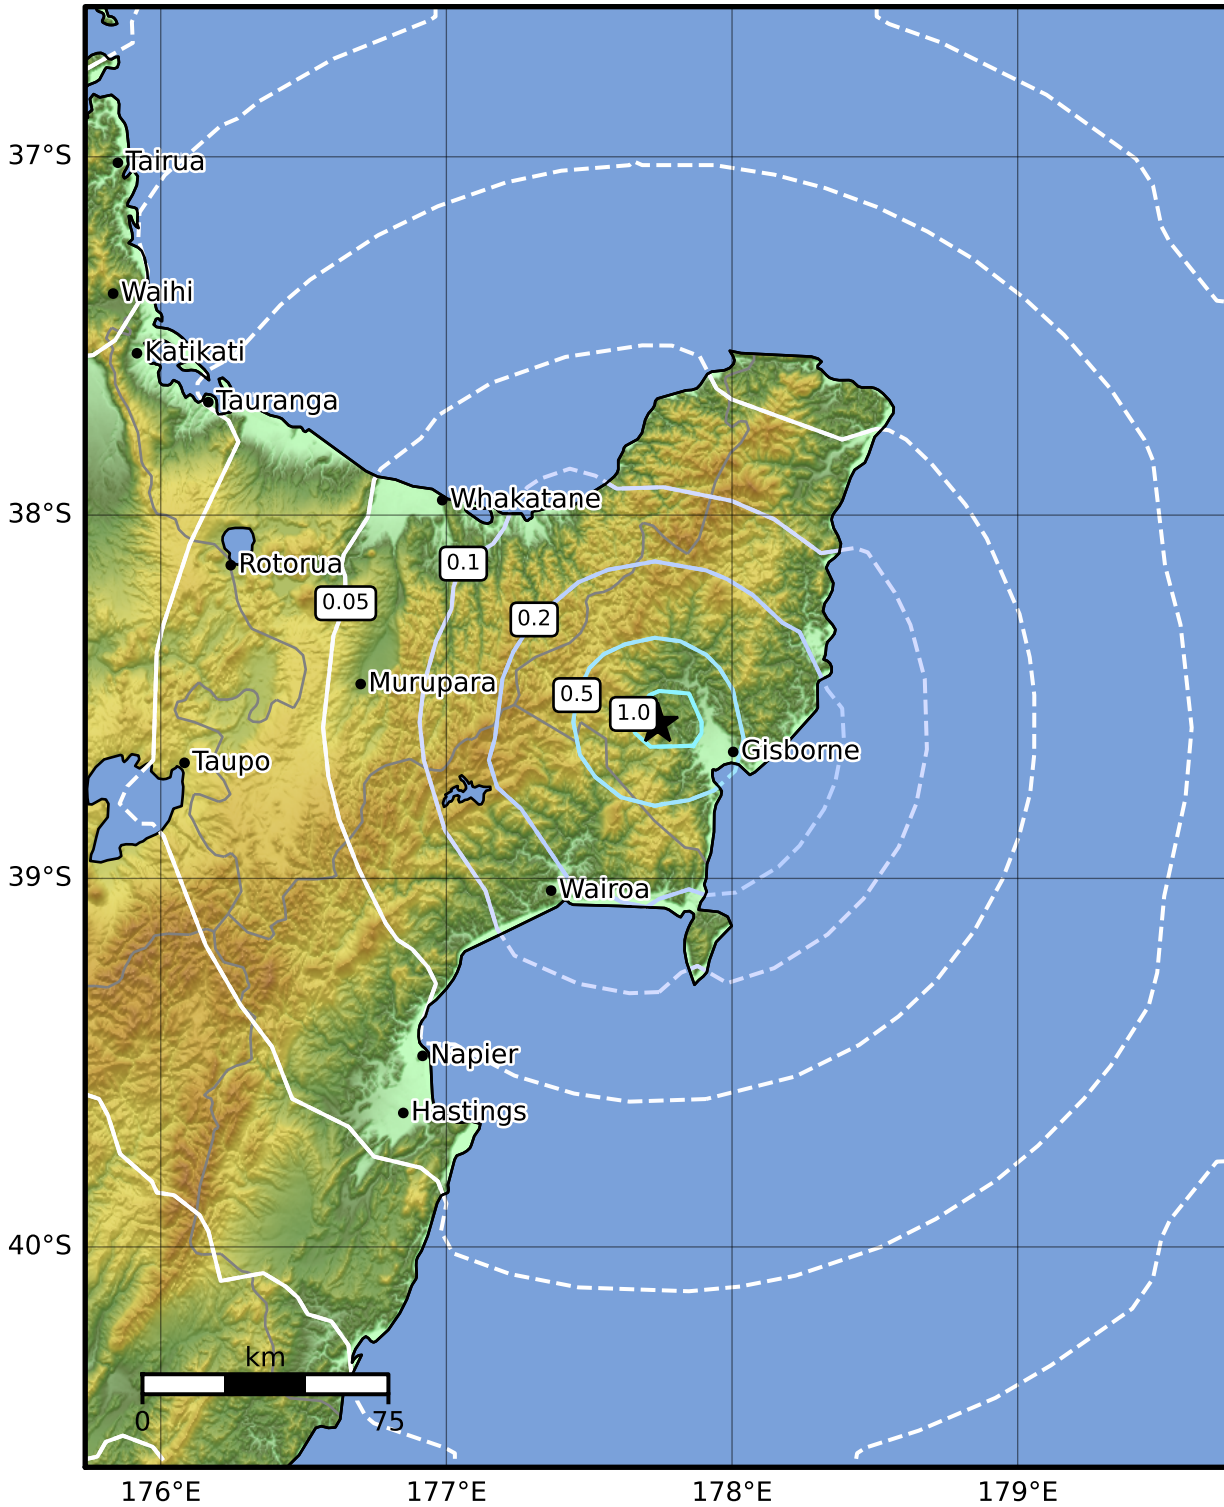 37°S
Tairua
Waihi
Katikati
Tauranga
Whakatane
38°S
0.1
Rotorua
0.05
0.2
Murupara
0.5
1.0
Gisborne
Taupo
39°S
Wairoa
Napier
Hastings
40°S
km
0 75
176°E 177°E 178°E 179°E